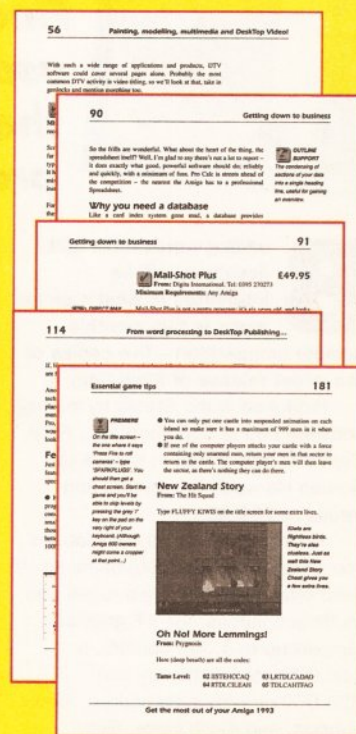 56 Painting, modelling, multimedia and DeskTop Video!
With such a wide range of applications and products, DTV
software could cover several pages alone. Probably the most
common DTV activity is video titling, so we'll look at that, take in
genlocks and mention morphing too.
90 Getting down to business
So the frills are wonderful. What about the heart of the thing, the
spreadsheet itself? Well, I'm glad to say there's not a lot to report –
it does exactly what good, powerful software should do, reliably
and quickly, with a minimum of fuss. Pro Calc is streets ahead of
the competition – the nearest the Amiga has to a professional
Spreadsheet.
OUTLINE
SUPPORT
The condensing of
sections of your data
into a single heading
line, useful for gaining
an overview.
Why you need a database
Like a card index system gone mad, a database provides
Getting down to business 91
Mail-Shot Plus £49.95
From: Digita International. Tel: 0395 270273
Minimum Requirements: Any Amiga
114 From word processing to DeskTop Publishing...
Essential game tips 181
PREMIERE
On the title screen –
the one where it says
'Press Fire to roll
cameras' – type
'SPARKPLUGS'. You
should then get a
cheat screen. Start the
game and you'll be
able to skip levels by
pressing the grey '/'
key on the pad on the
very right of your
keyboard. (Although
Amiga 600 owners
might come a cropper
at that point...)
● You can only put one castle into suspended animation on each
island so make sure it has a maximum of 999 men in it when
you do.
● If one of the computer players attacks your castle with a force
containing only unarmed men, return your men in that sector to
return to the castle. The computer player's men will then leave
the sector, as there's nothing they can do there.
New Zealand Story
From: The Hit Squad
Type FLUFFY KIWIS on the title screen for some extra lives.
Kiwis are
flightless birds.
They're also
clueless. Just as
well this New
Zealand Story
Cheat gives you
a few extra lives.
Oh No! More Lemmings!
From: Psygnosis
Here (deep breath) are all the codes:
Tame Level: 02 
03 
04 
05 
Get the most out of your Amiga 1993